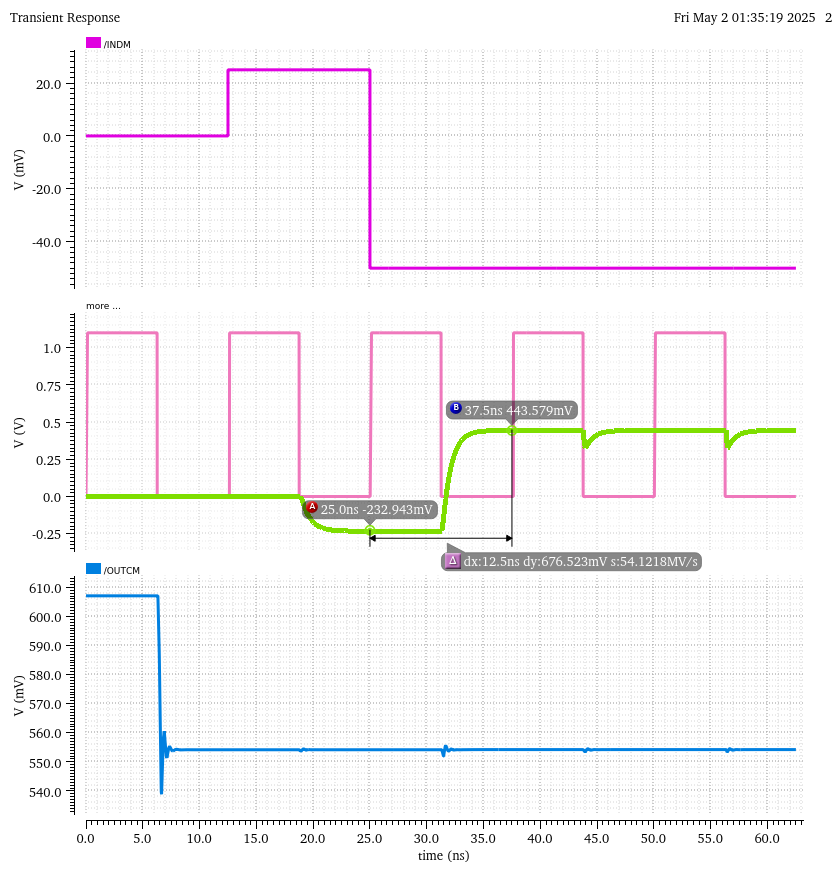 Transient Response Fri May 2 01:35:19 2025 2
/INDM
20.0
0.0
-20.0
-40.0
V (mV)
more ...
1.0
0.75
0.5
0.25
0.0
-0.25
V (V)
B 37.5ns 443.579mV
A 25.0ns -232.943mV
Δ dx:12.5ns dy:676.523mV s:54.1218MV/s
/OUTCM
610.0
600.0
590.0
580.0
570.0
560.0
550.0
540.0
V (mV)
0.0 5.0 10.0 15.0 20.0 25.0 30.0 35.0 40.0 45.0 50.0 55.0 60.0
time (ns)